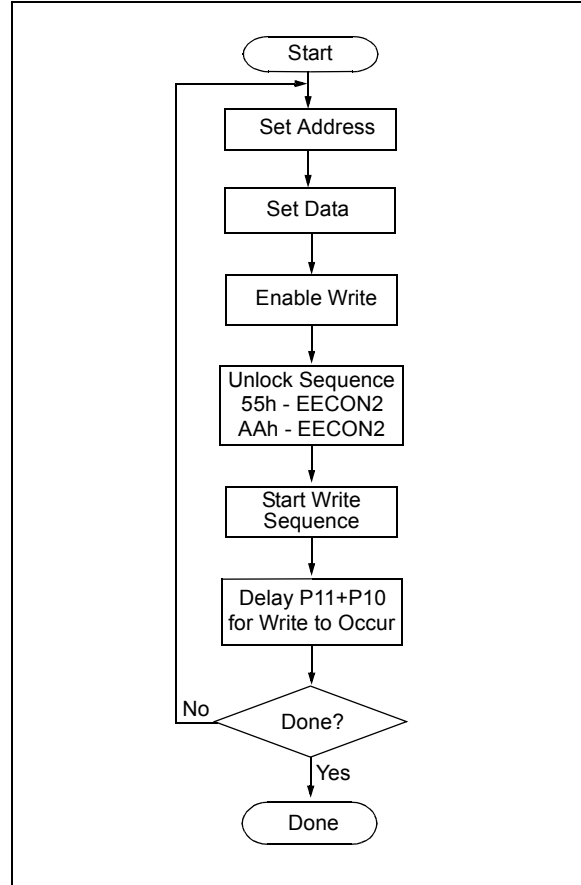 Start
Set Address
Set Data
Enable Write
Unlock Sequence
55h - EECON2
AAh - EECON2
Start Write
Sequence
Delay P11+P10
for Write to Occur
No
Done?
Yes
Done